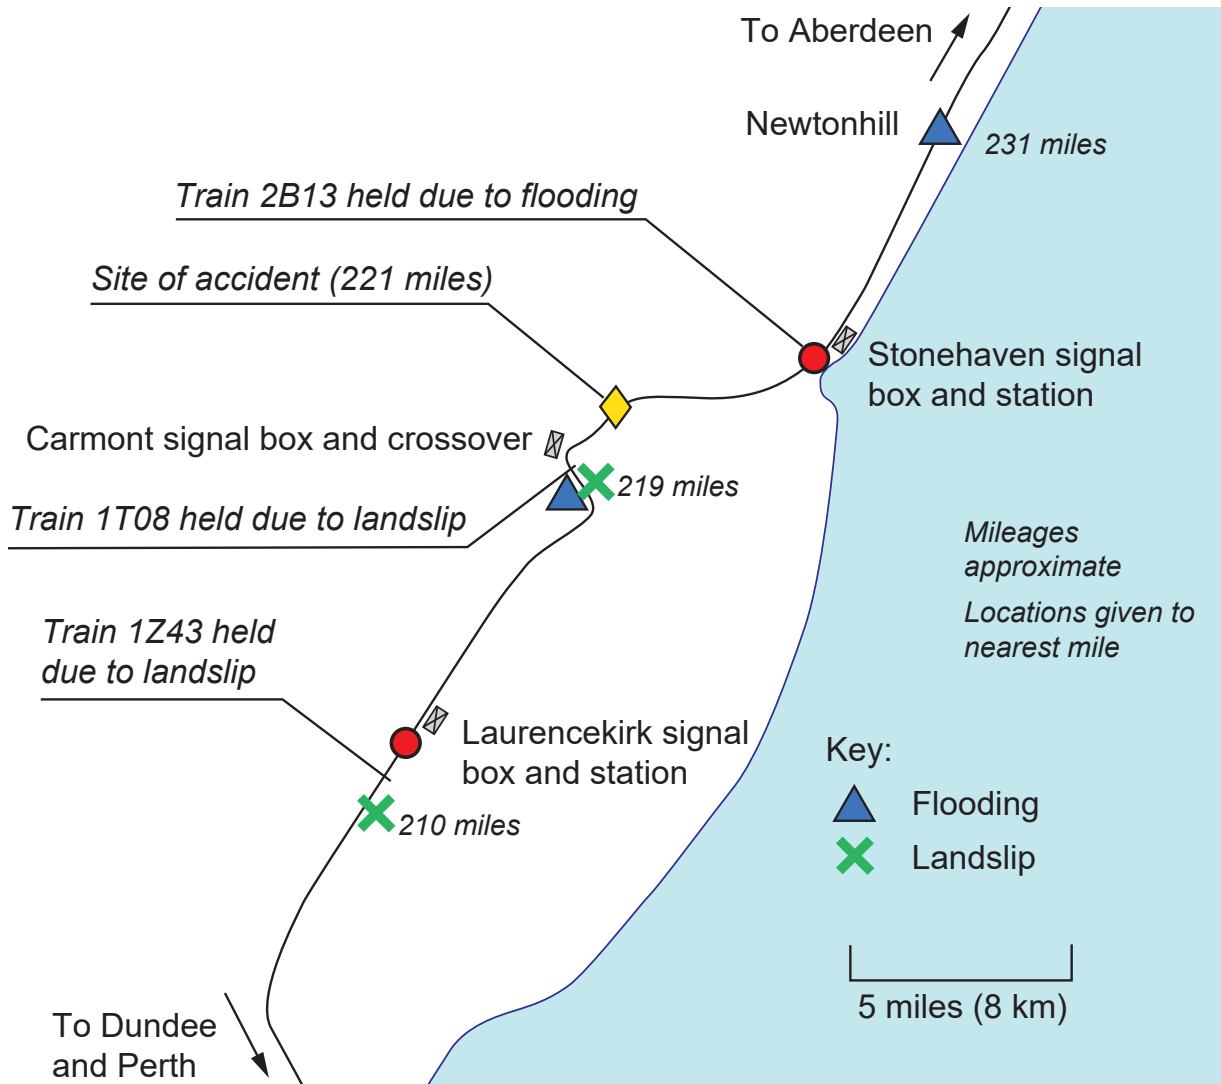 To Aberdeen
Newtonhill
231 miles
Train 2B13 held due to flooding
Site of accident (221 miles)
Stonehaven signal
box and station
Carmont signal box and crossover
219 miles
Train 1T08 held due to landslip
Mileages
approximate
Locations given to
nearest mile
Train 1Z43 held
due to landslip
Laurencekirk signal
box and station
210 miles
Key:
Flooding
Landslip
5 miles (8 km)
To Dundee
and Perth